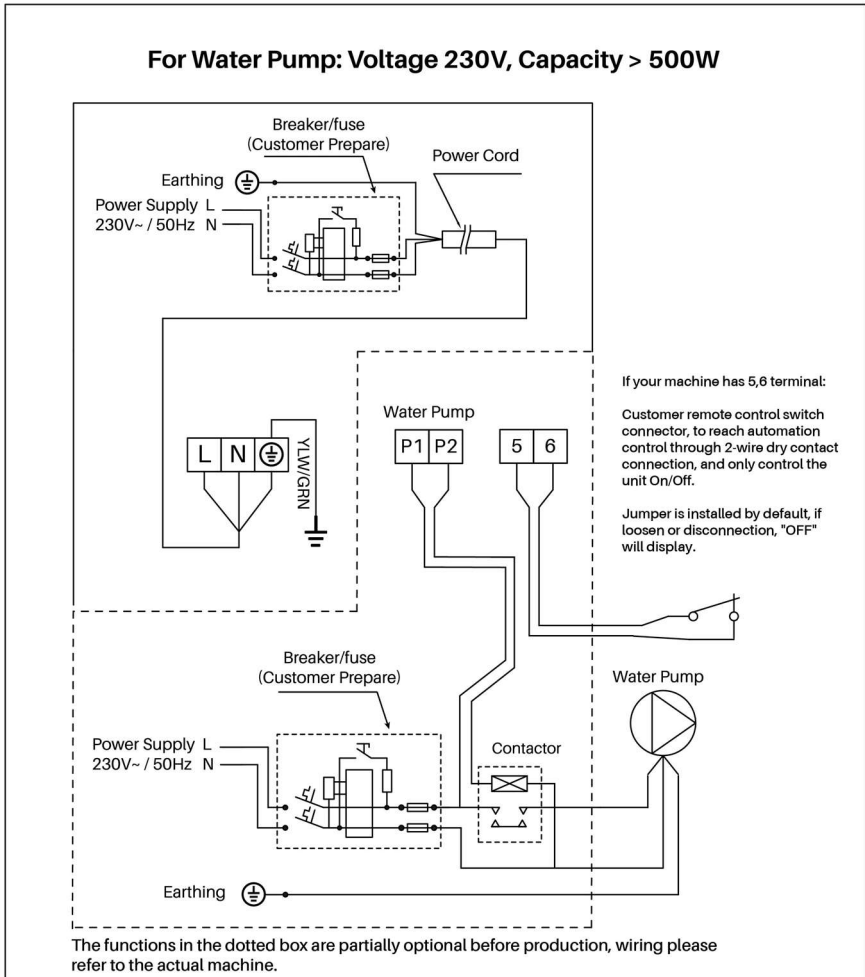 For Water Pump: Voltage 230V, Capacity > 500W
Breaker/fuse
(Customer Prepare)
Power Cord
Earthing
Power Supply L
230V~ / 50Hz N
If your machine has 5,6 terminal:
Customer remote control switch
connector, to reach automation
control through 2-wire dry contact
connection, and only control the
unit On/Off.
Jumper is installed by default, if
loosen or disconnection, "OFF"
will display.
Water Pump
L N
YLW/GRN
P1 P2
5 6
Breaker/fuse
(Customer Prepare)
Water Pump
Power Supply L
230V~ / 50Hz N
Contactor
Earthing
The functions in the dotted box are partially optional before production, wiring please
refer to the actual machine.